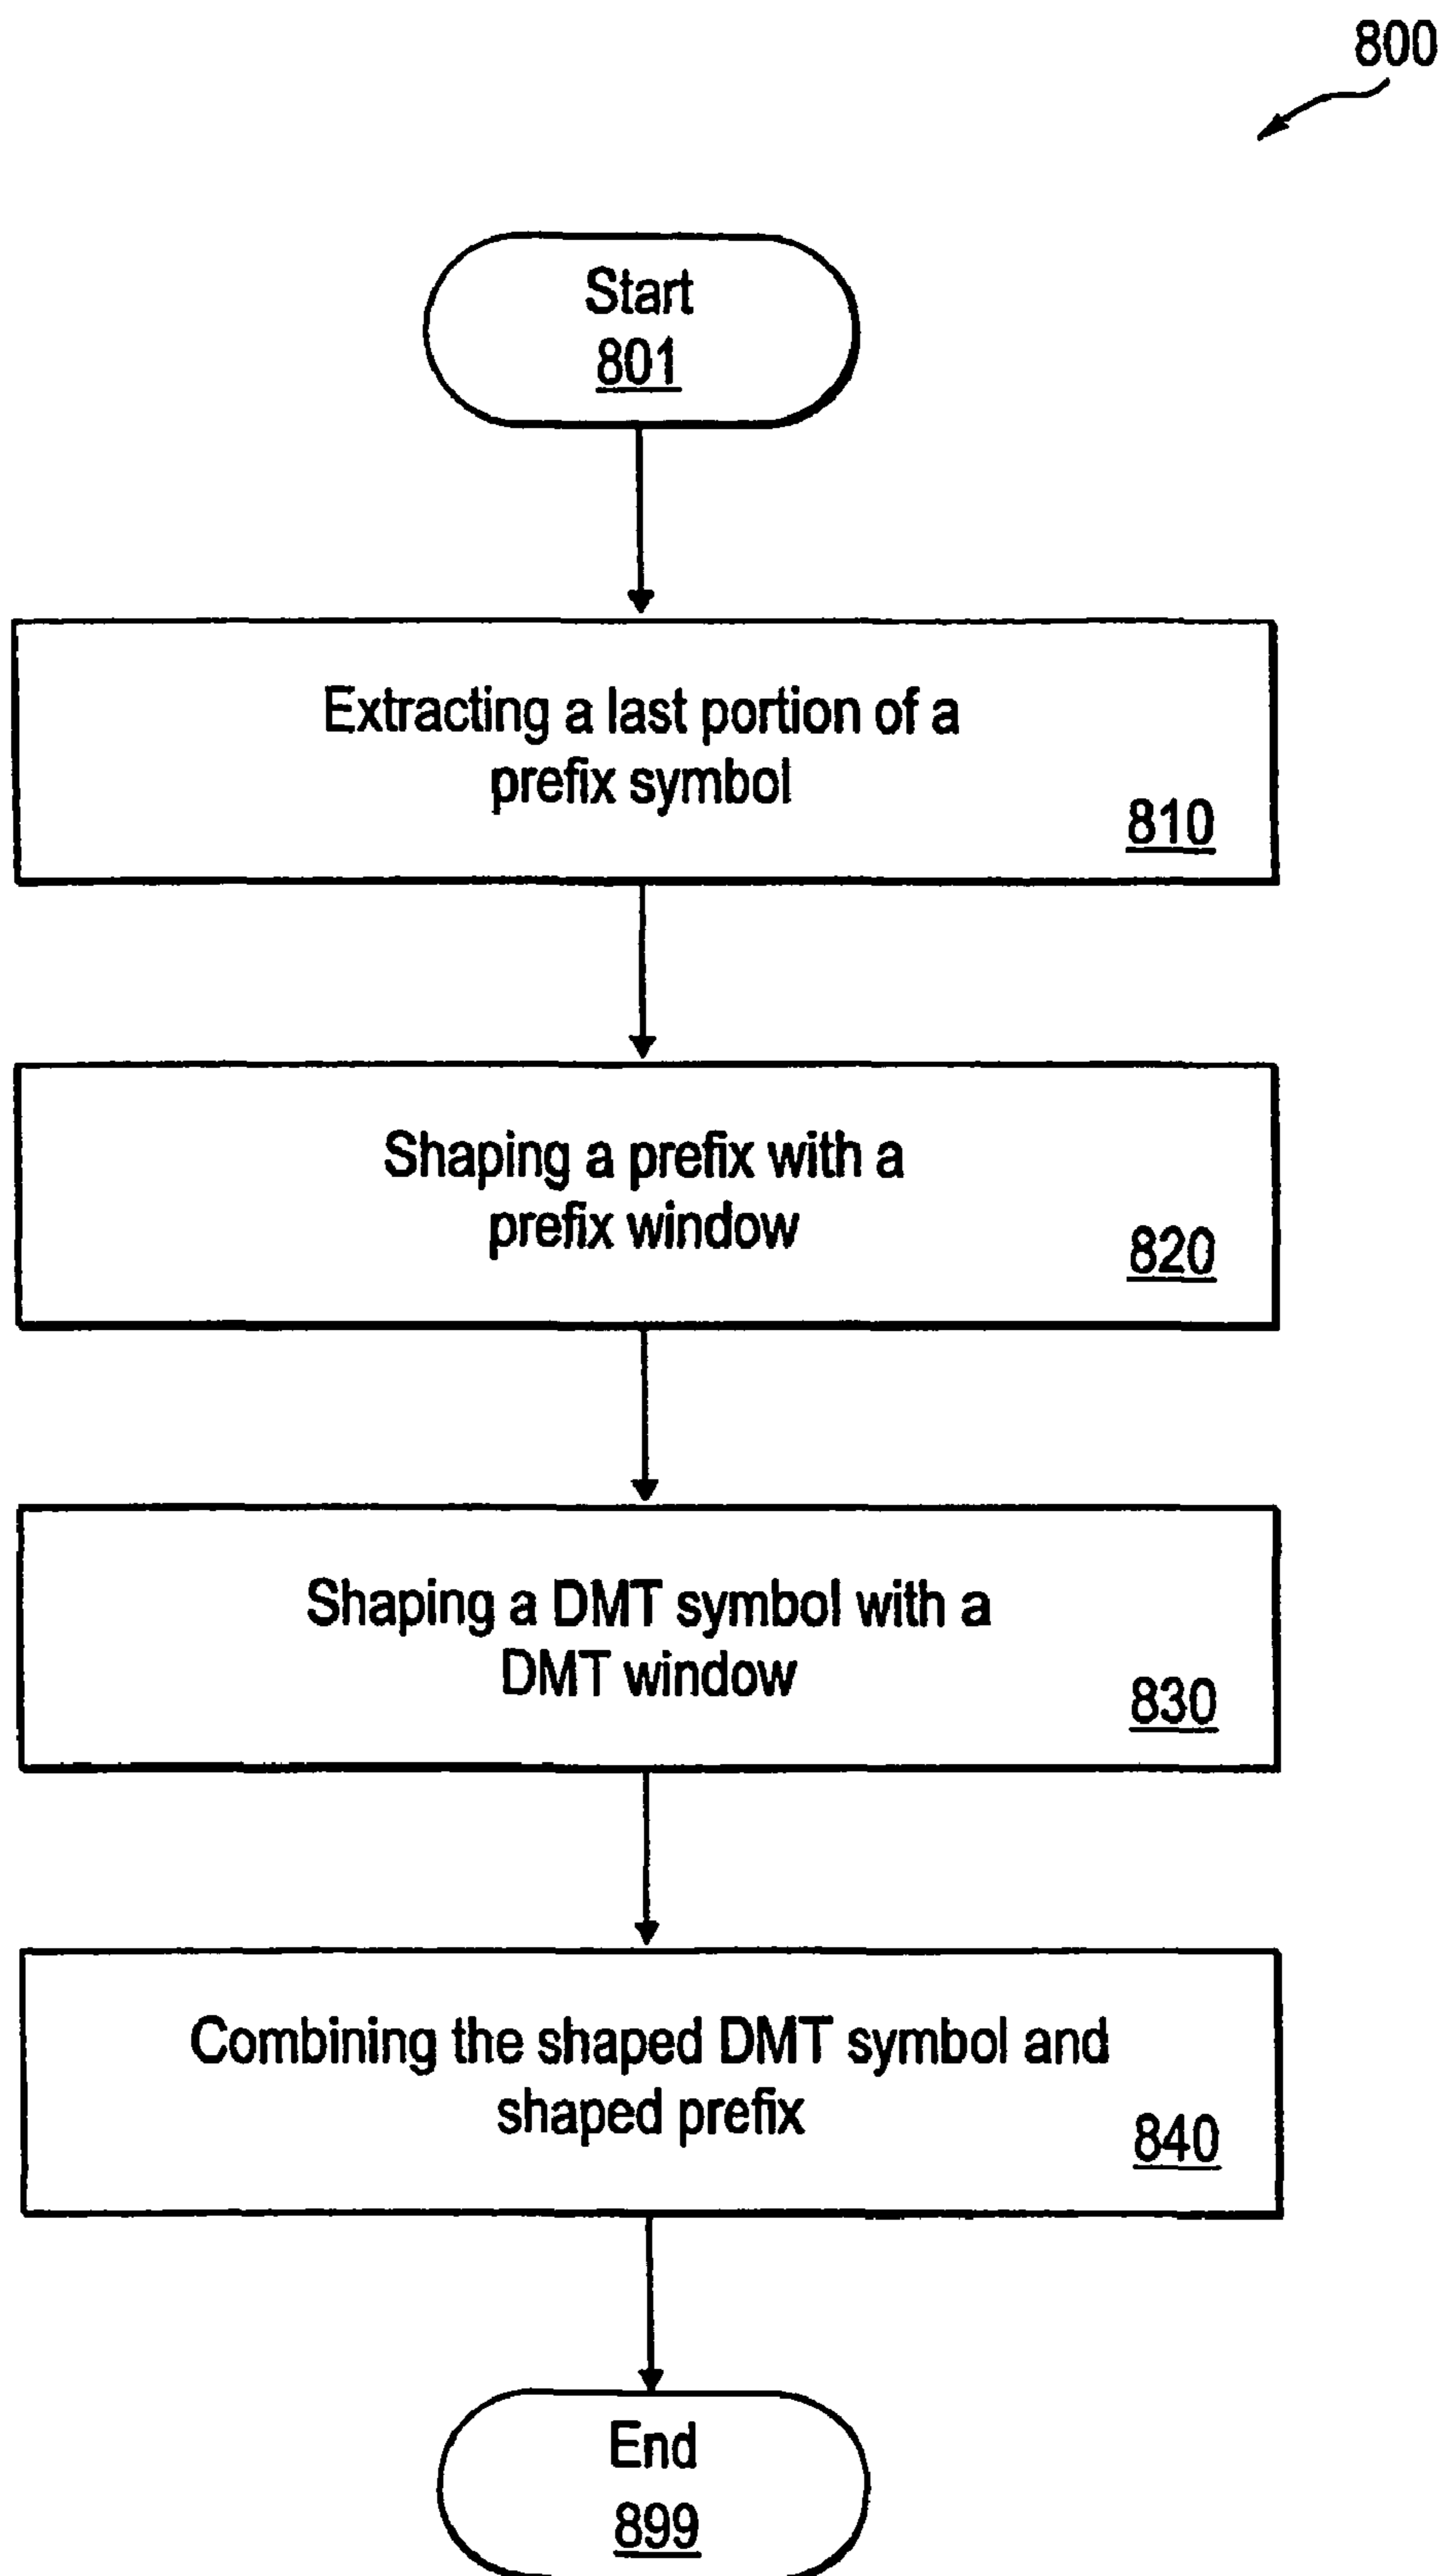 800
Start
801
Extracting a last portion of a
prefix symbol
810
Shaping a prefix with a
prefix window
820
Shaping a DMT symbol with a
DMT window
830
Combining the shaped DMT symbol and
shaped prefix
840
End
899